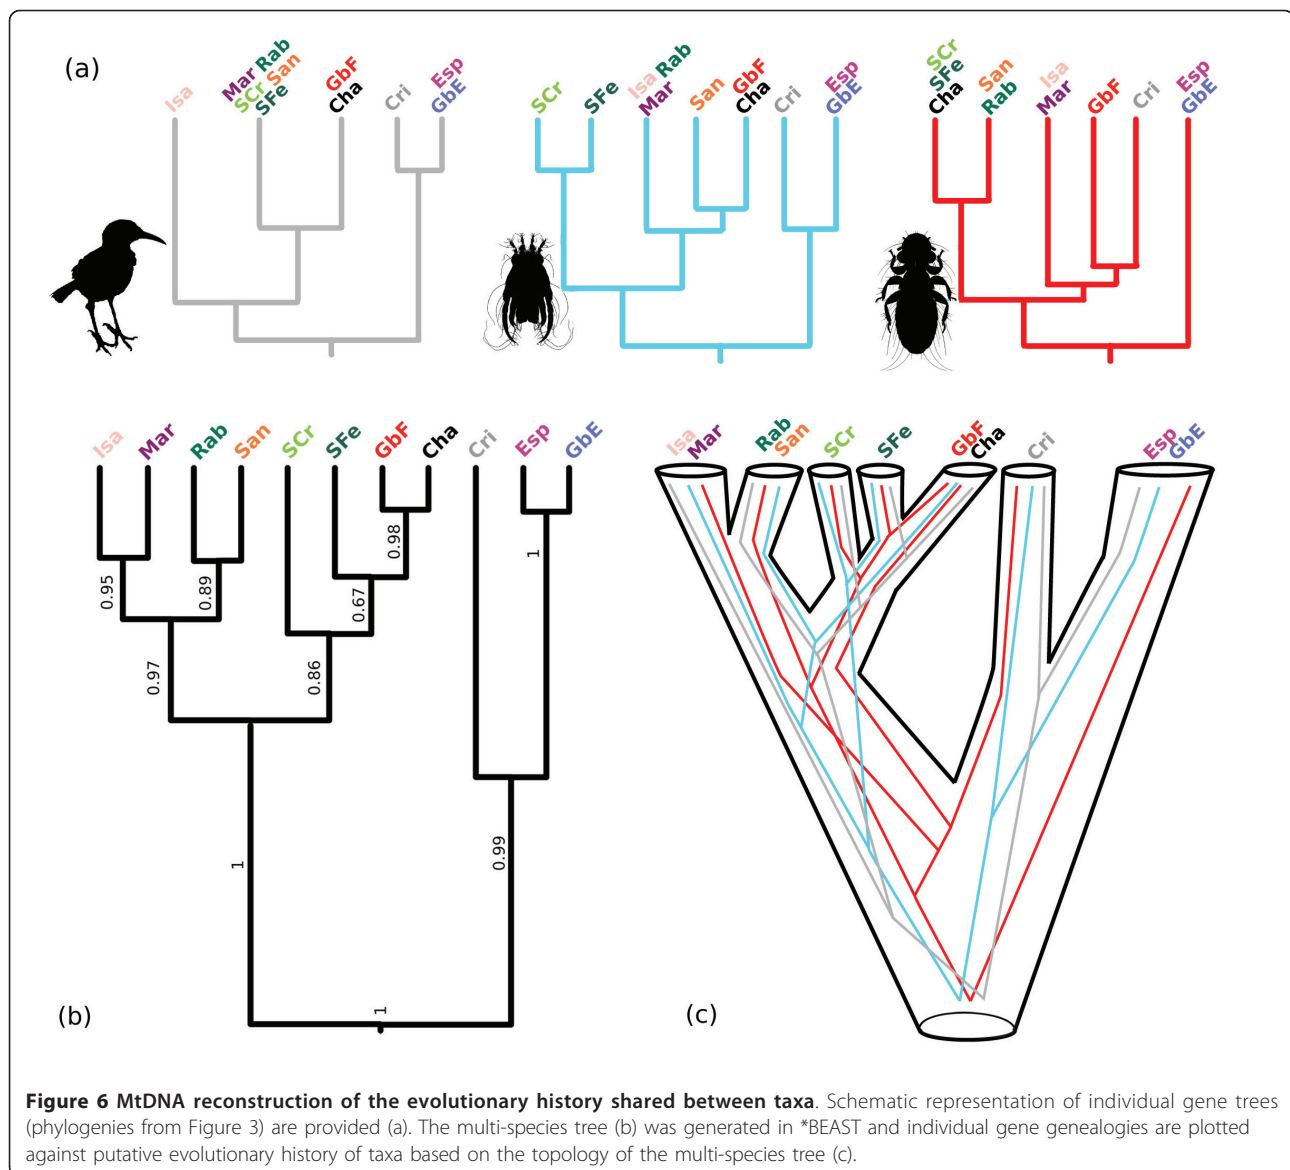 (a)
Isa
Mar Rab
SCr San
SFe
GbF
Cha
Cri
Esp
GbE
SCr
SFe
Isa Rab
Mar
San
GbF
Cha
Cri
Esp
GbE
SCr
SFe
Cha
San
Rab
Isa
Mar
GbF
Cri
Esp
GbE
Isa
Mar
Rab
San
SCr
SFe
GbF
Cha
Cri
Esp
GbE
0.98
1
0.95
0.89
0.67
0.97
0.86
1
0.99
1
(b)
Isa
Mar
Rab
San
SCr
SFe
GbF
Cha
Cri
Esp
GbE
(c)
Figure 6 MtDNA reconstruction of the evolutionary history shared between taxa. Schematic representation of individual gene trees
(phylogenies from Figure 3) are provided (a). The multi-species tree (b) was generated in *BEAST and individual gene genealogies are plotted
against putative evolutionary history of taxa based on the topology of the multi-species tree (c).